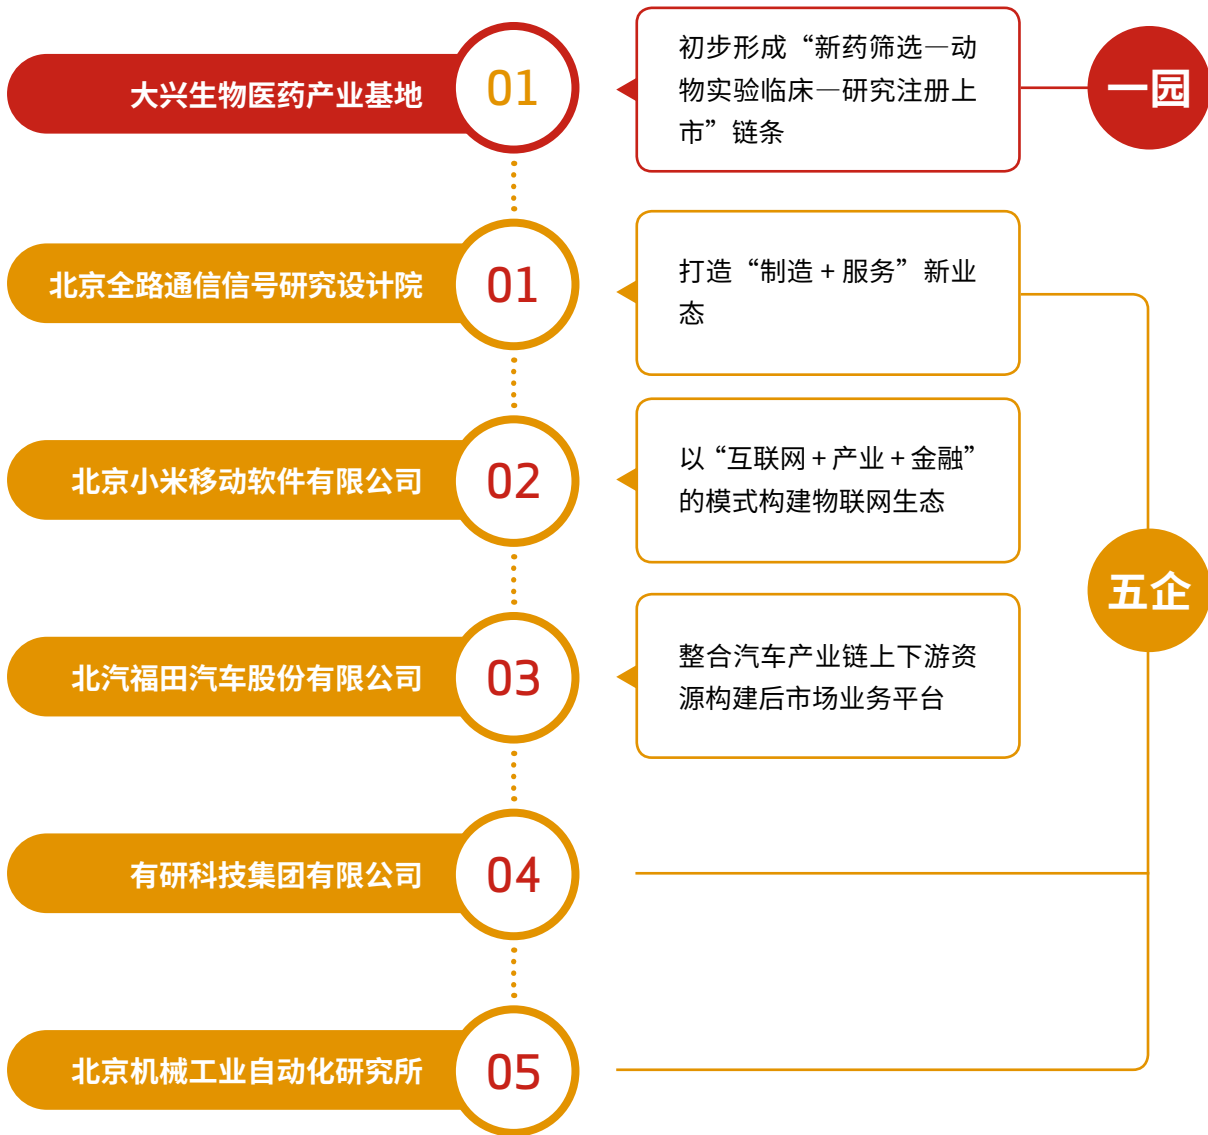 大兴生物医药产业基地
01
初步形成“新药筛选—动
物实验临床—研究注册上
市”链条
一园
北京全路通信信号研究设计院
01
打造“制造 + 服务”新业
态
北京小米移动软件有限公司
02
以“互联网 + 产业 + 金融”
的模式构建物联网生态
五企
北汽福田汽车股份有限公司
03
整合汽车产业链上下游资
源构建后市场业务平台
有研科技集团有限公司
04
北京机械工业自动化研究所
05